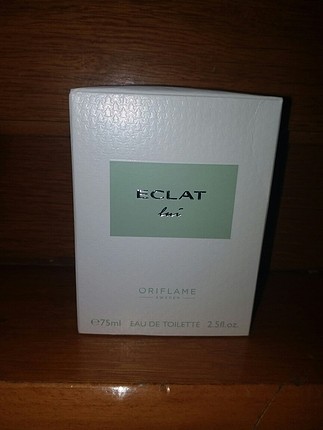 ECLAT
lui
ORIFLAME
SWEDEN
℮75ml EAU DE TOILETTE 2.5fl.oz.